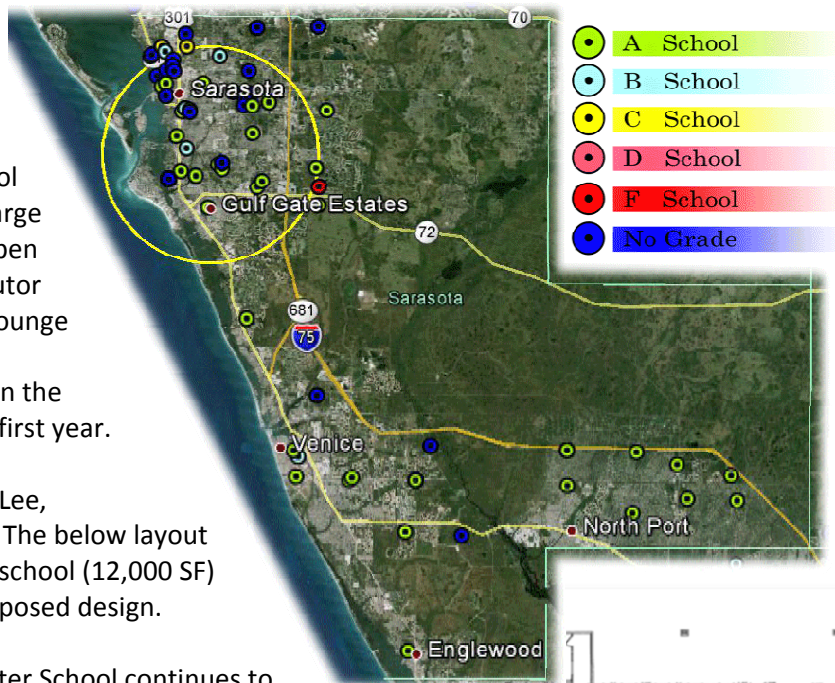 301
70
A School
B School
C School
D School
F School
No Grade
Sarasota
Gulf Gate Estates
72
Sarasota
681
75
Venice
North Port
Englewood
ol
arge
pen
utor
ounge
n the
first year.
Lee,
The below layout
school (12,000 SF)
posed design.
ter School continues to